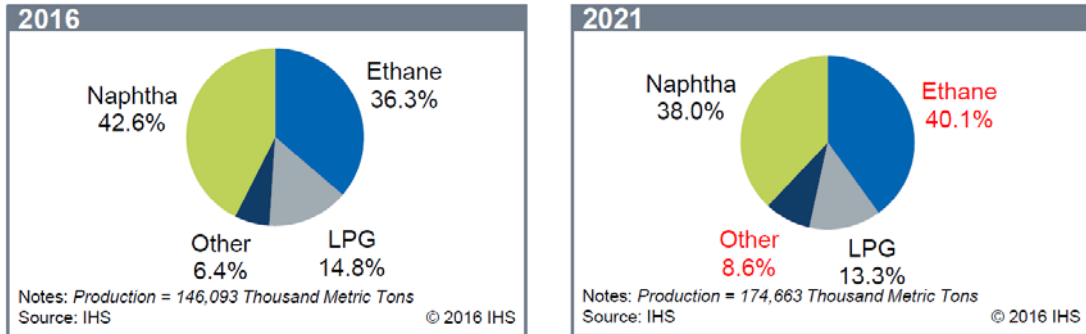 2016
Naphtha
42.6%
Ethane
36.3%
Other
6.4%
LPG
14.8%
Notes: Production = 146,093 Thousand Metric Tons
Source: IHS
© 2016 IHS
2021
Naphtha
38.0%
Ethane
40.1%
Other
8.6%
LPG
13.3%
Notes: Production = 174,663 Thousand Metric Tons
Source: IHS
© 2016 IHS